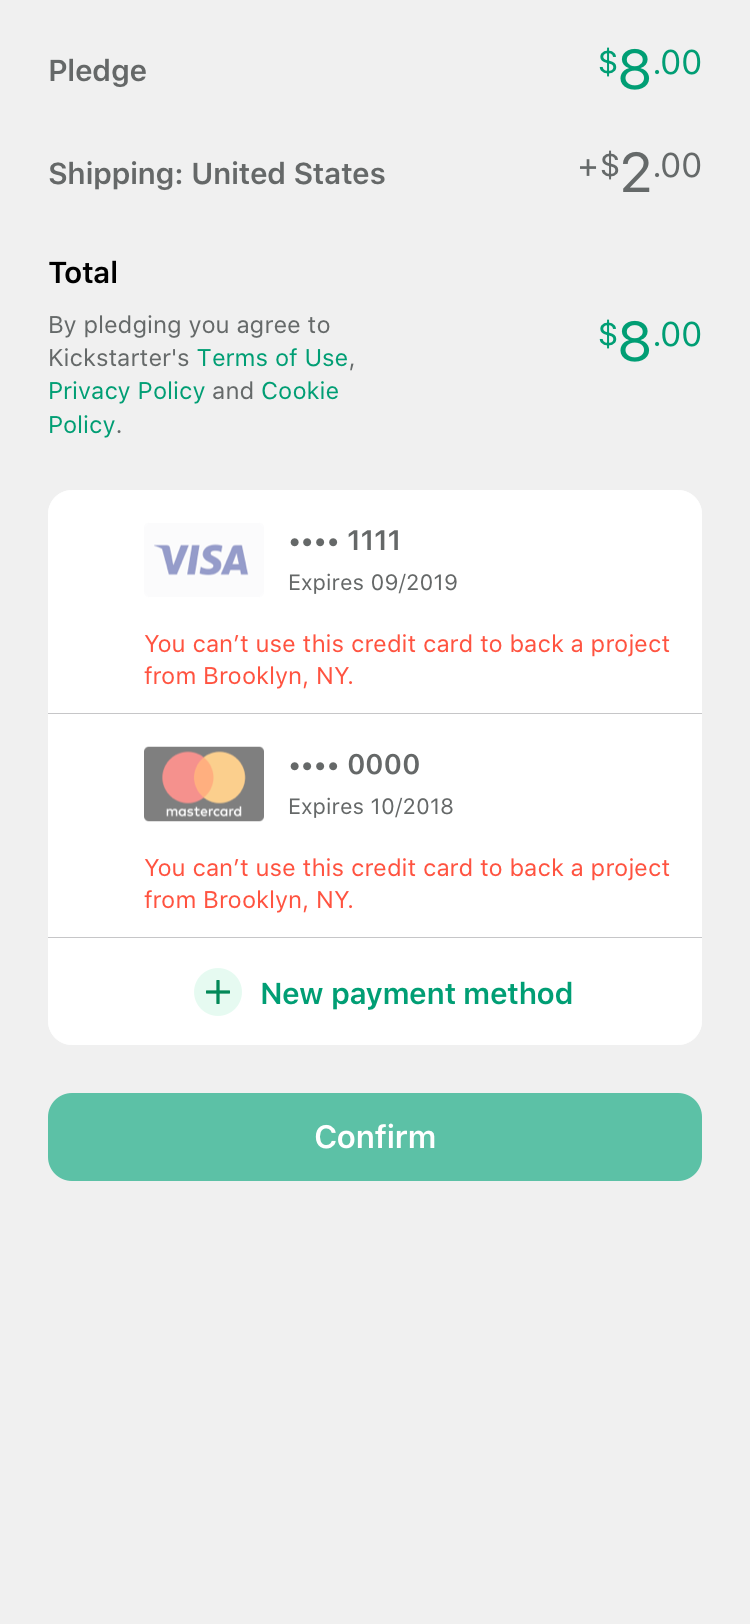 Pledge $8.00
Shipping: United States +$2.00
Total
By pledging you agree to
Kickstarter's Terms of Use,
$8.00
Privacy Policy and Cookie
Policy.
VISA
•••• 1111
Expires 09/2019
You can’t use this credit card to back a project
from Brooklyn, NY.
mastercard
•••• 0000
Expires 10/2018
You can’t use this credit card to back a project
from Brooklyn, NY.
+ New payment method
Confirm